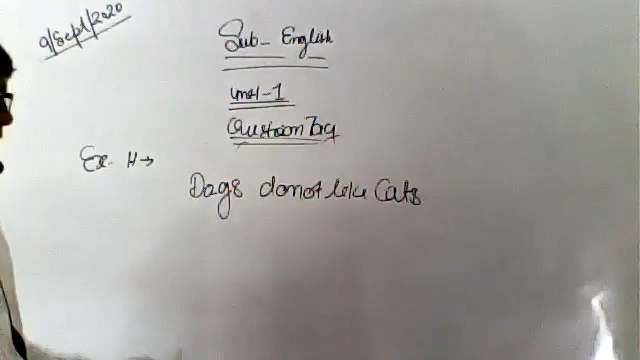 9/Sept/2020
Sub- English
Unit-1
Question Tag
Ex. H→
Dogs donot like Cats